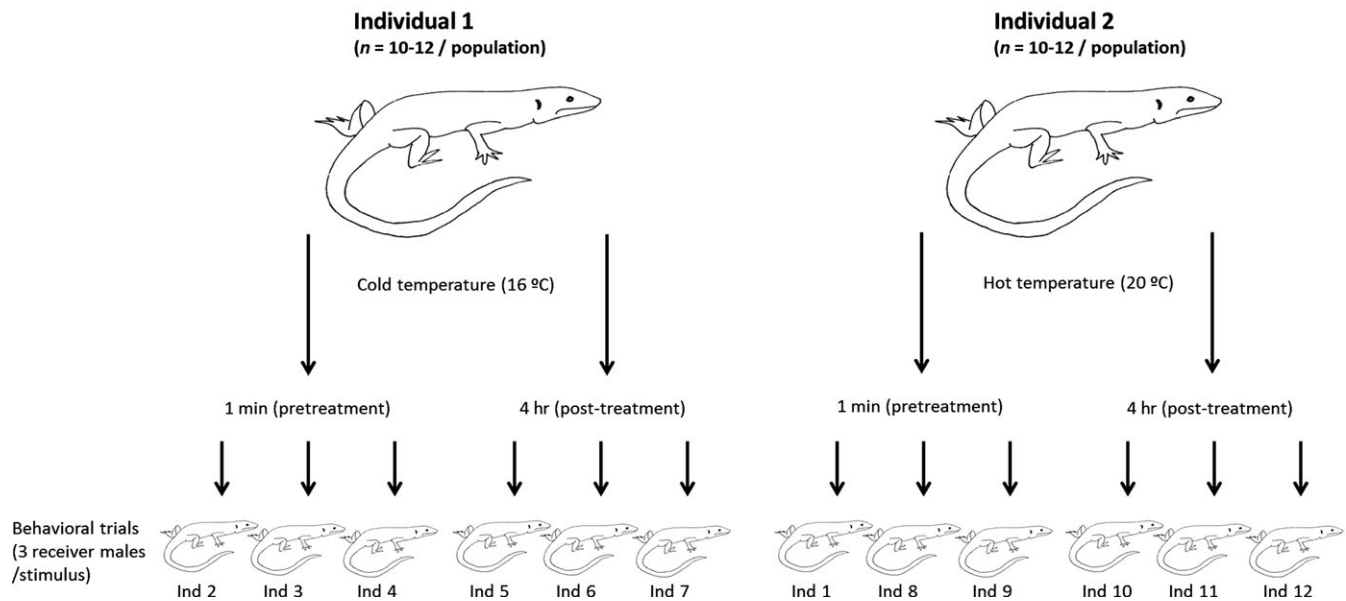 Individual 1
(n = 10-12 / population)
Individual 2
(n = 10-12 / population)
Cold temperature (16 ºC)
Hot temperature (20 ºC)
1 min (pretreatment)
4 hr (post-treatment)
1 min (pretreatment)
4 hr (post-treatment)
Behavioral trials
(3 receiver males
/stimulus)
Ind 2
Ind 3
Ind 4
Ind 5
Ind 6
Ind 7
Ind 1
Ind 8
Ind 9
Ind 10
Ind 11
Ind 12